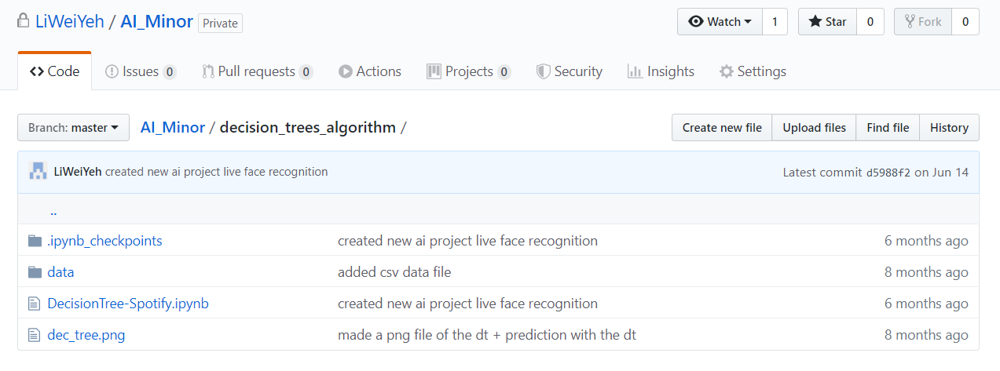 LiWeiYeh / AI_Minor Private Watch 1 Star 0 Fork 0
Code Issues 0 Pull requests 0 Actions Projects 0 Security Insights Settings
Branch: master AI_Minor / decision_trees_algorithm / Create new file Upload files Find file History
LiWeiYeh created new ai project live face recognition Latest commit d5988f2 on Jun 14
..
.ipynb_checkpoints created new ai project live face recognition 6 months ago
data added csv data file 8 months ago
DecisionTree-Spotify.ipynb created new ai project live face recognition 6 months ago
dec_tree.png made a png file of the dt + prediction with the dt 8 months ago